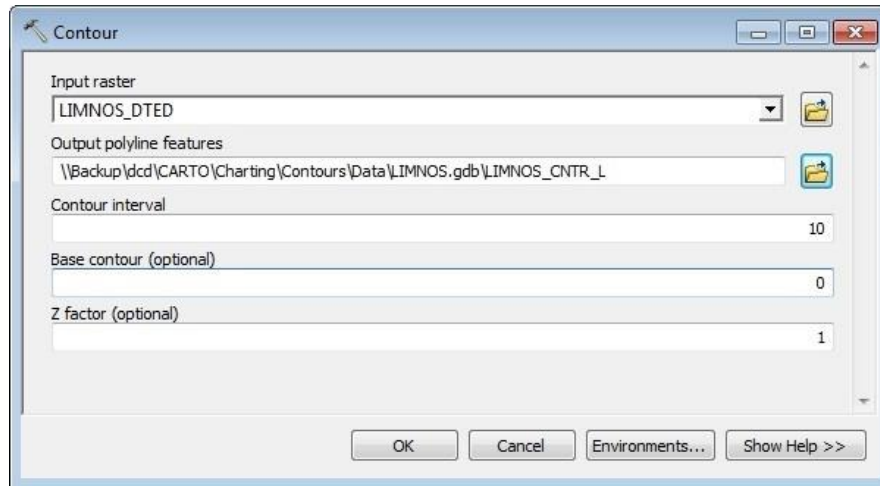 Contour
Input raster
LIMNOS_DTED
Output polyline features
\\Backup\dcd\CARTO\Charting\Contours\Data\LIMNOS.gdb\LIMNOS_CNTR_L
Contour interval
10
Base contour (optional)
0
Z factor (optional)
1
OK Cancel Environments... Show Help >>